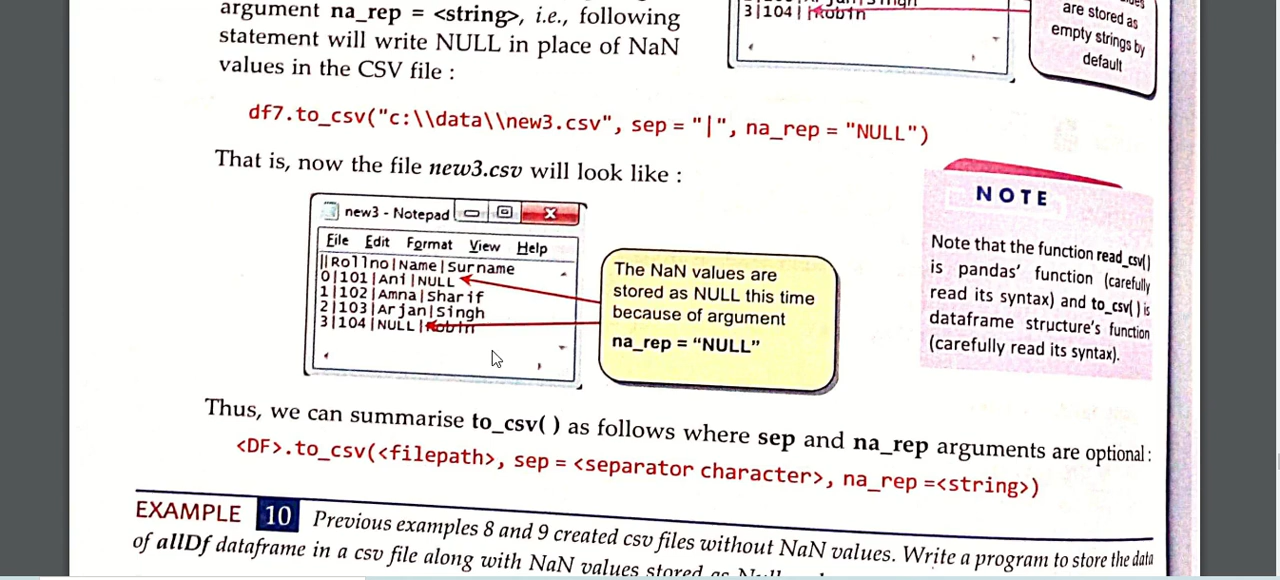 argument na_rep = <string>, i.e., following
statement will write NULL in place of NaN
values in the CSV file :
3|104| |Robin
are stored as
empty strings by
default
df7.to_csv("c:\\data\\new3.csv", sep = "|", na_rep = "NULL")
That is, now the file new3.csv will look like :
new3 - Notepad
File Edit Format View Help
|Rollno|Name|Surname
0|101|Ani|NULL
1|102|Amna|Sharif
2|103|Arjan|Singh
3|104|NULL|Robin
The NaN values are
stored as NULL this time
because of argument
na_rep = “NULL”
NOTE
Note that the function read_csv()
is pandas’ function (carefully
read its syntax) and to_csv() is
dataframe structure’s function
(carefully read its syntax).
Thus, we can summarise to_csv( ) as follows where sep and na_rep arguments are optional :
<DF>.to_csv(<filepath>, sep = <separator character>, na_rep =<string>)
EXAMPLE 10 Previous examples 8 and 9 created csv files without NaN values. Write a program to store the data
of allDf dataframe in a csv file along with NaN values stored as